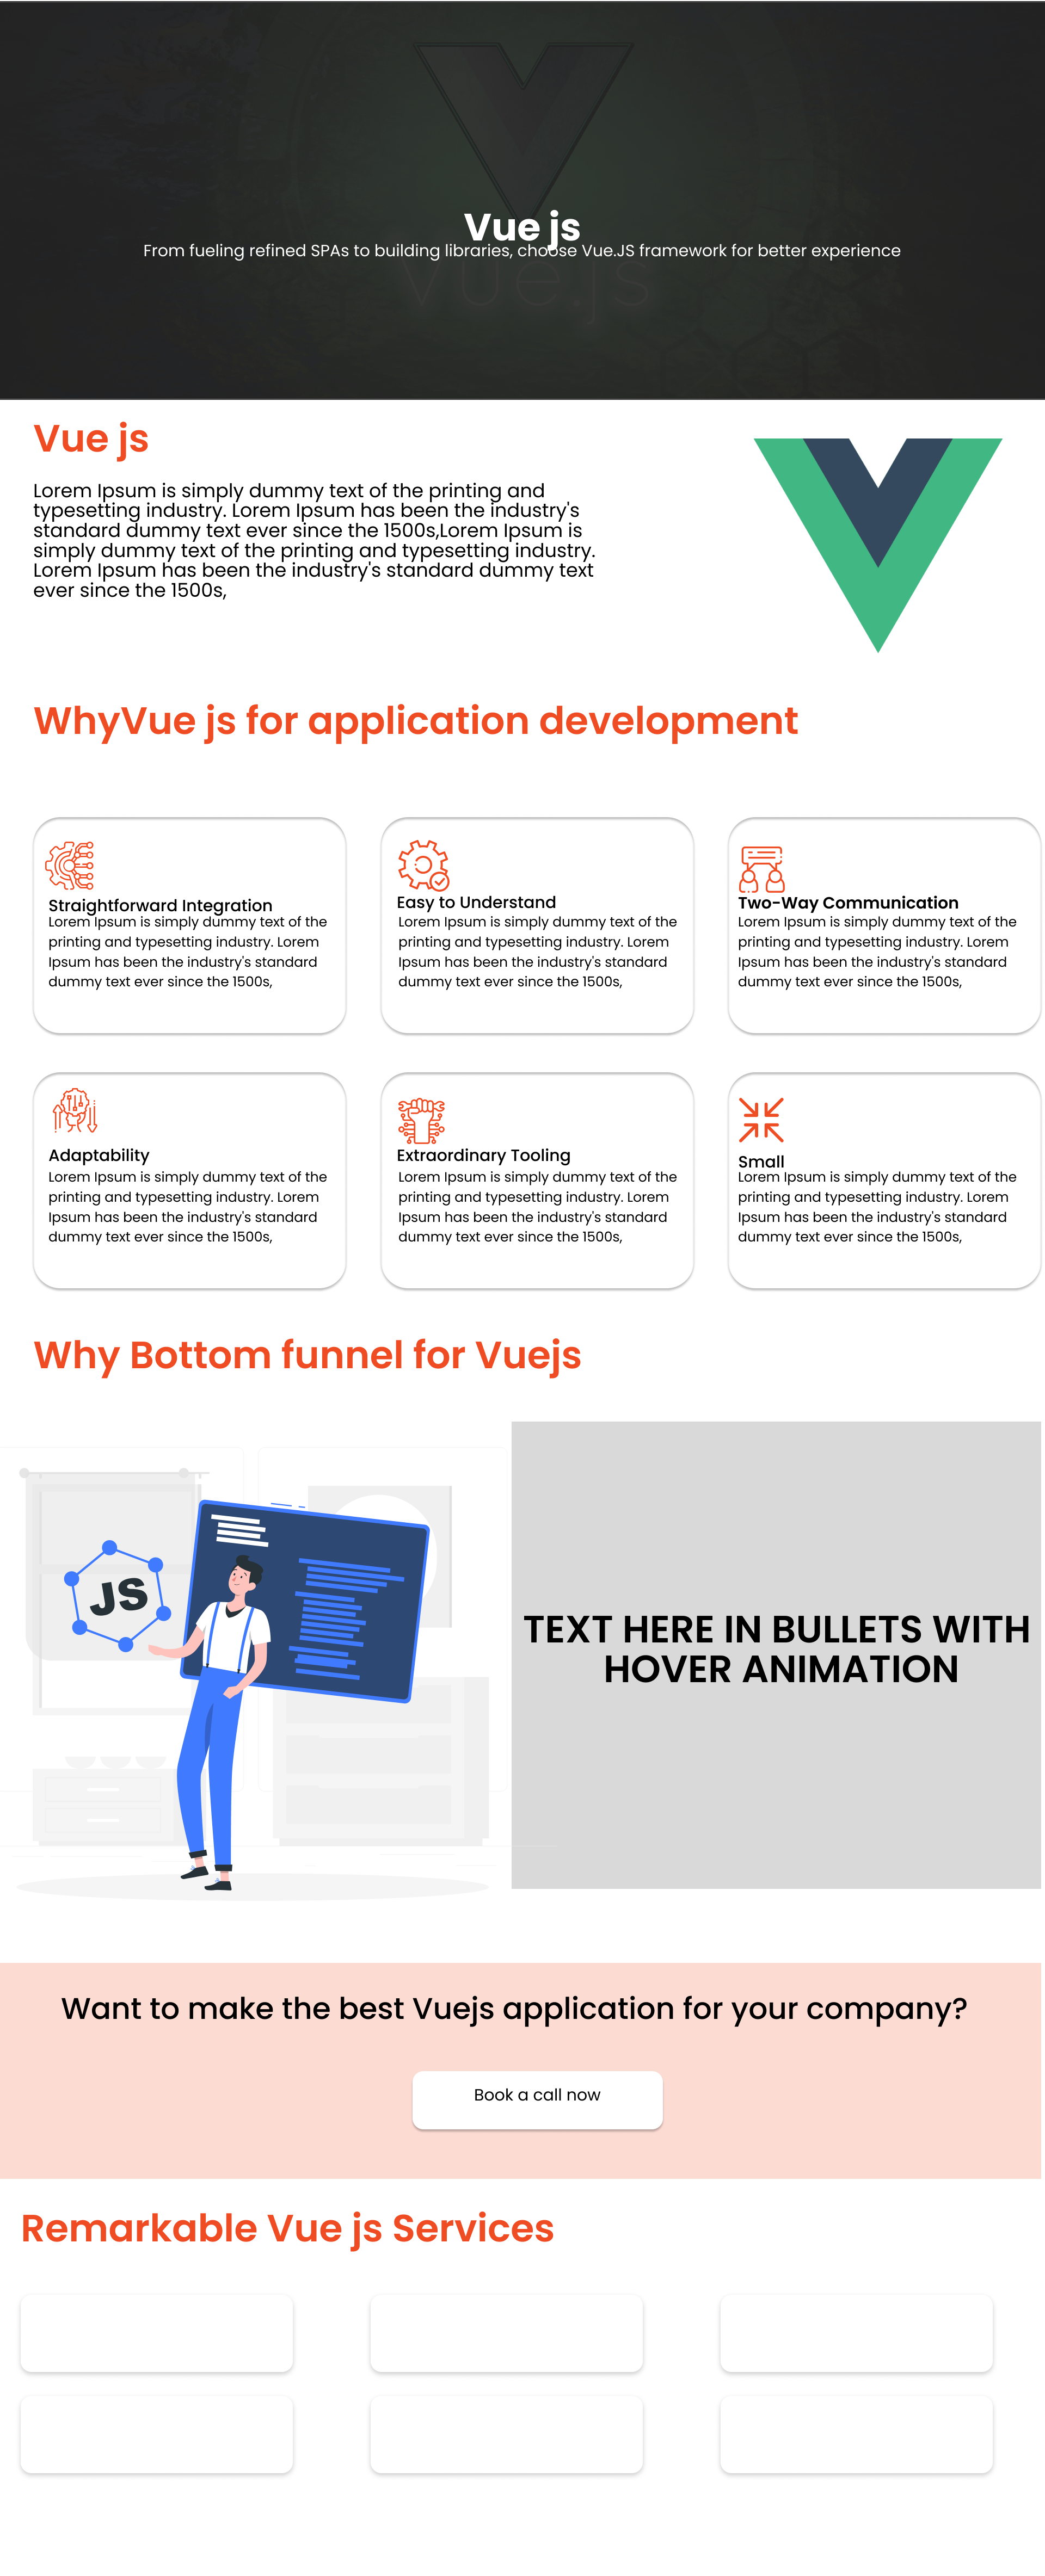 Vue js
From fueling refined SPAs to building libraries, choose Vue.JS framework for better experience
Vue.js
Vue js
Lorem Ipsum is simply dummy text of the printing and
typesetting industry. Lorem Ipsum has been the industry's
standard dummy text ever since the 1500s,Lorem Ipsum is
simply dummy text of the printing and typesetting industry.
Lorem Ipsum has been the industry's standard dummy text
ever since the 1500s,
WhyVue js for application development
Straightforward Integration
Lorem Ipsum is simply dummy text of the
printing and typesetting industry. Lorem
Ipsum has been the industry's standard
dummy text ever since the 1500s,
Easy to Understand
Lorem Ipsum is simply dummy text of the
printing and typesetting industry. Lorem
Ipsum has been the industry's standard
dummy text ever since the 1500s,
Two-Way Communication
Lorem Ipsum is simply dummy text of the
printing and typesetting industry. Lorem
Ipsum has been the industry's standard
dummy text ever since the 1500s,
Adaptability
Lorem Ipsum is simply dummy text of the
printing and typesetting industry. Lorem
Ipsum has been the industry's standard
dummy text ever since the 1500s,
Extraordinary Tooling
Lorem Ipsum is simply dummy text of the
printing and typesetting industry. Lorem
Ipsum has been the industry's standard
dummy text ever since the 1500s,
Small
Lorem Ipsum is simply dummy text of the
printing and typesetting industry. Lorem
Ipsum has been the industry's standard
dummy text ever since the 1500s,
Why Bottom funnel for Vuejs
JS
TEXT HERE IN BULLETS WITH
HOVER ANIMATION
Want to make the best Vuejs application for your company?
Book a call now
Remarkable Vue js Services